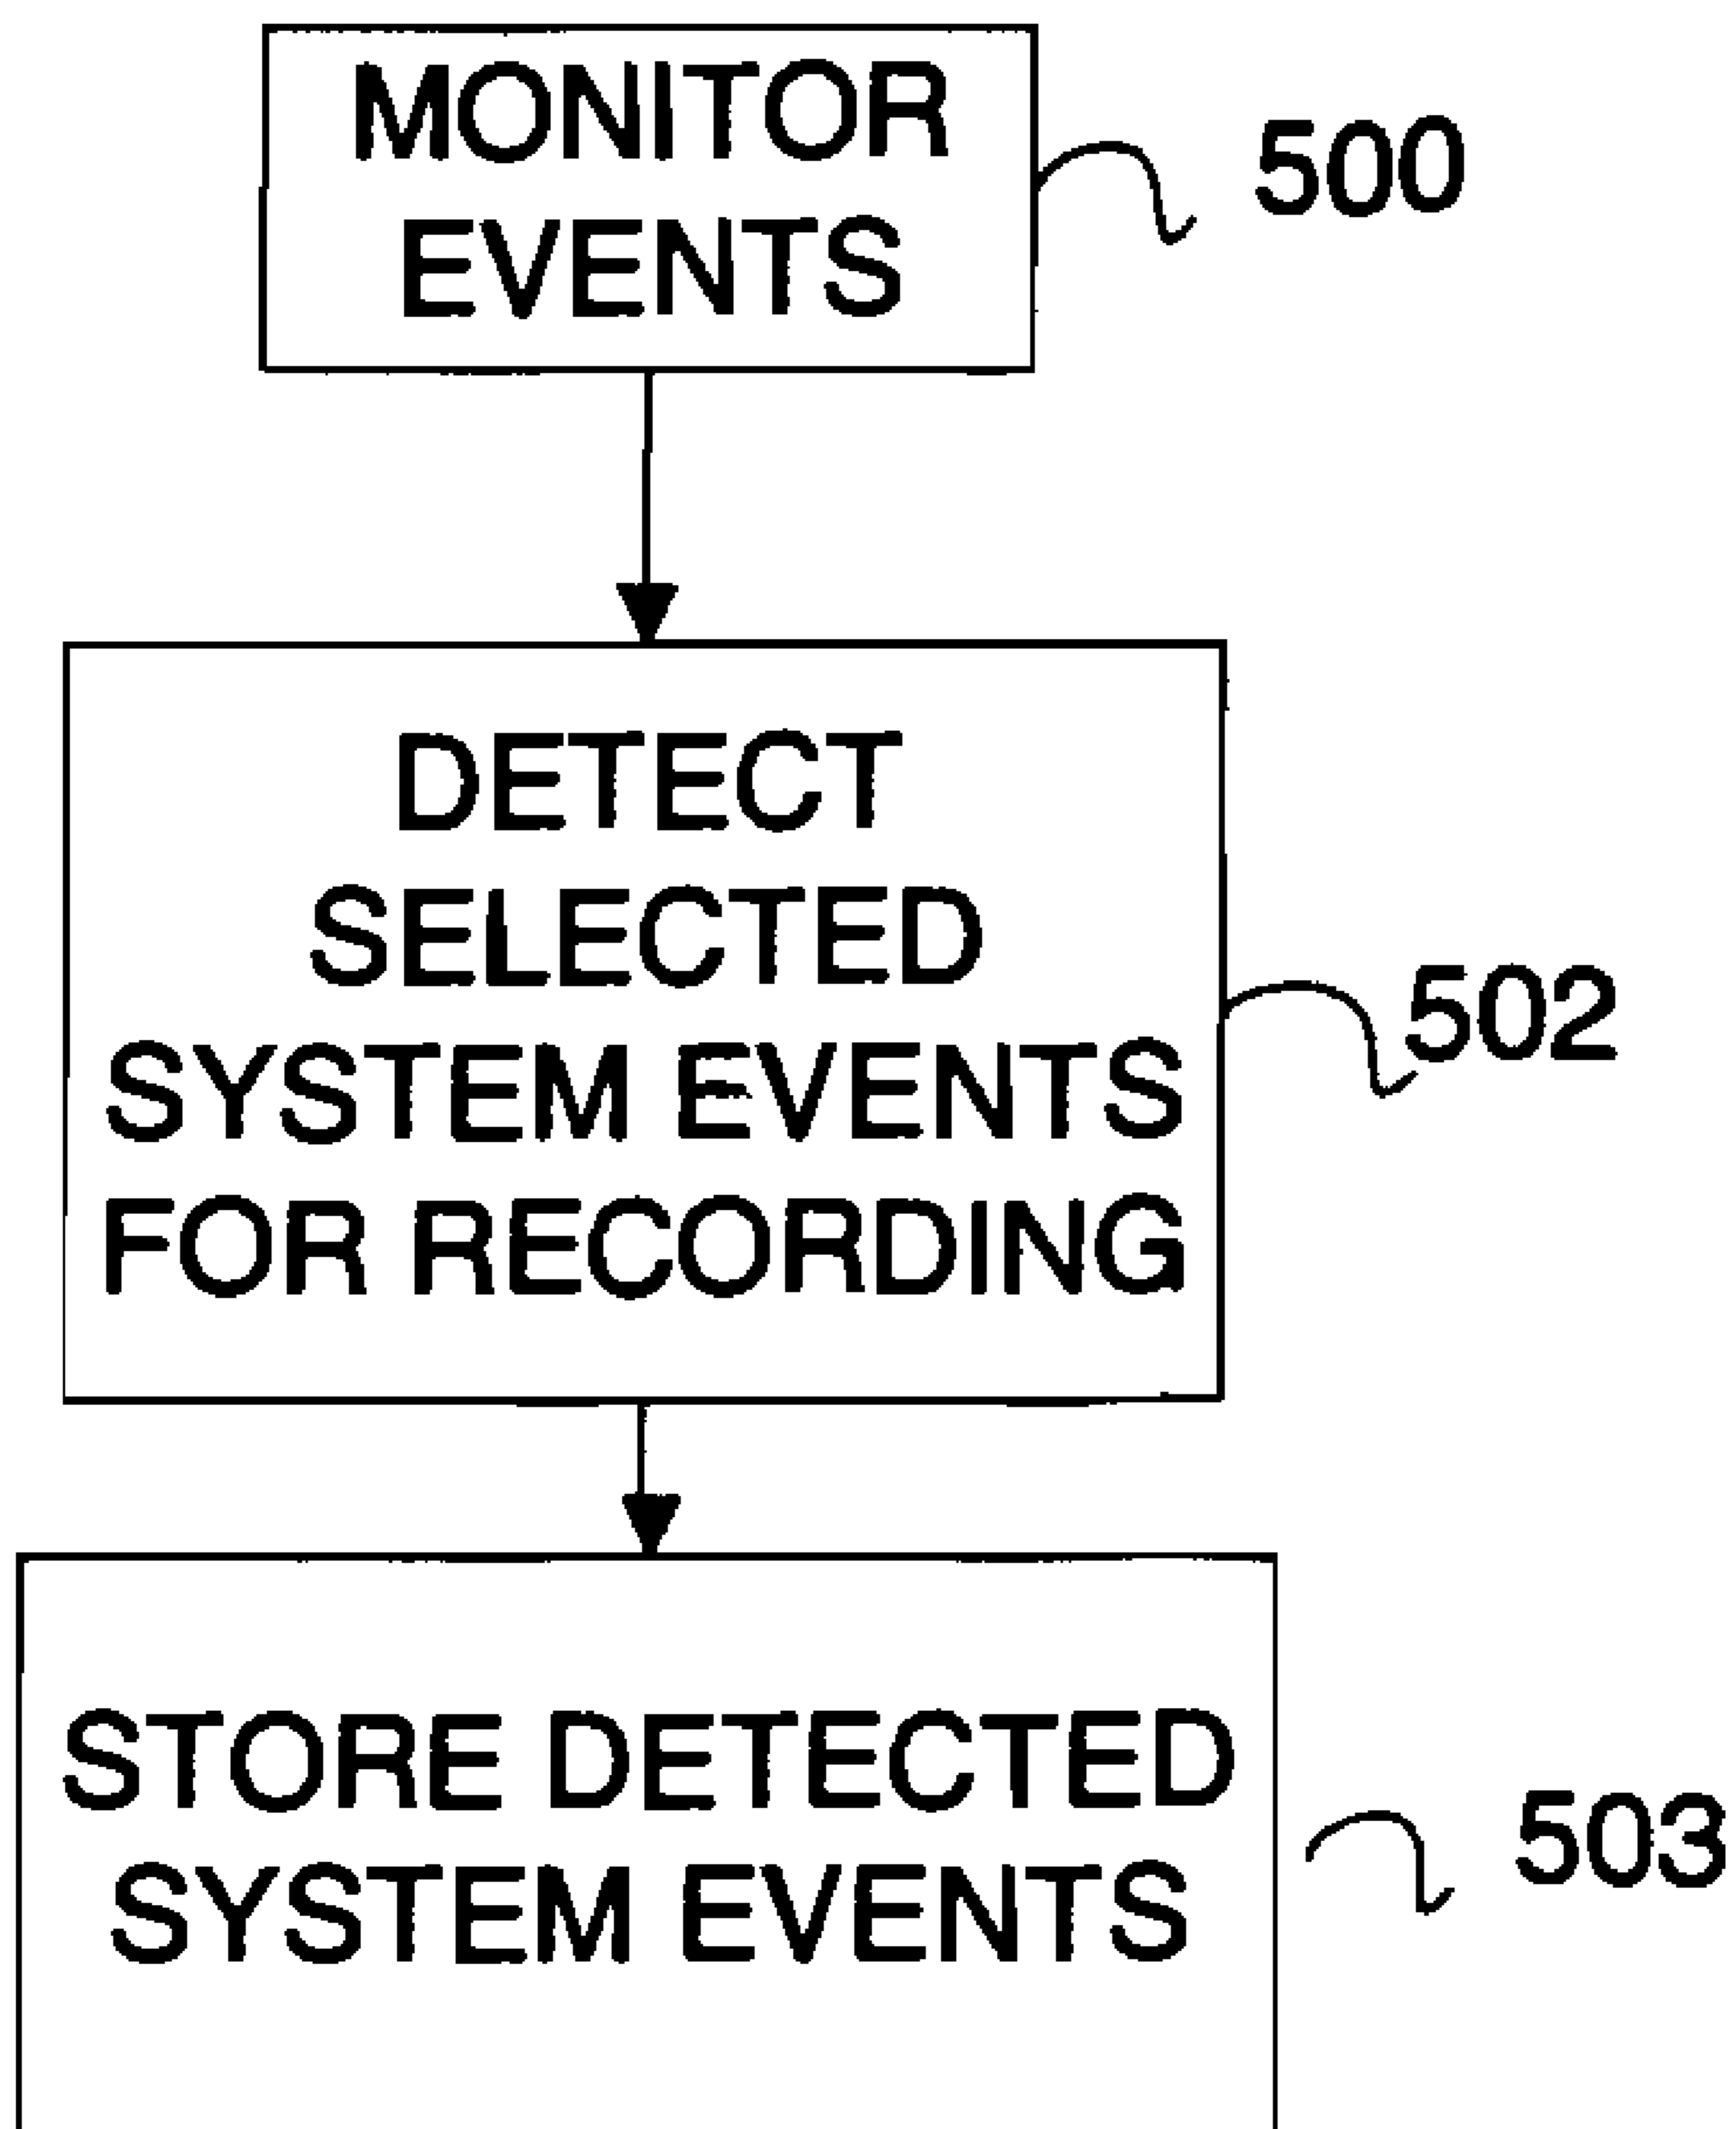 MONITOR
EVENTS
500
DETECT
SELECTED
SYSTEM EVENTS
FOR RECORDING
502
STORE DETECTED
SYSTEM EVENTS
503